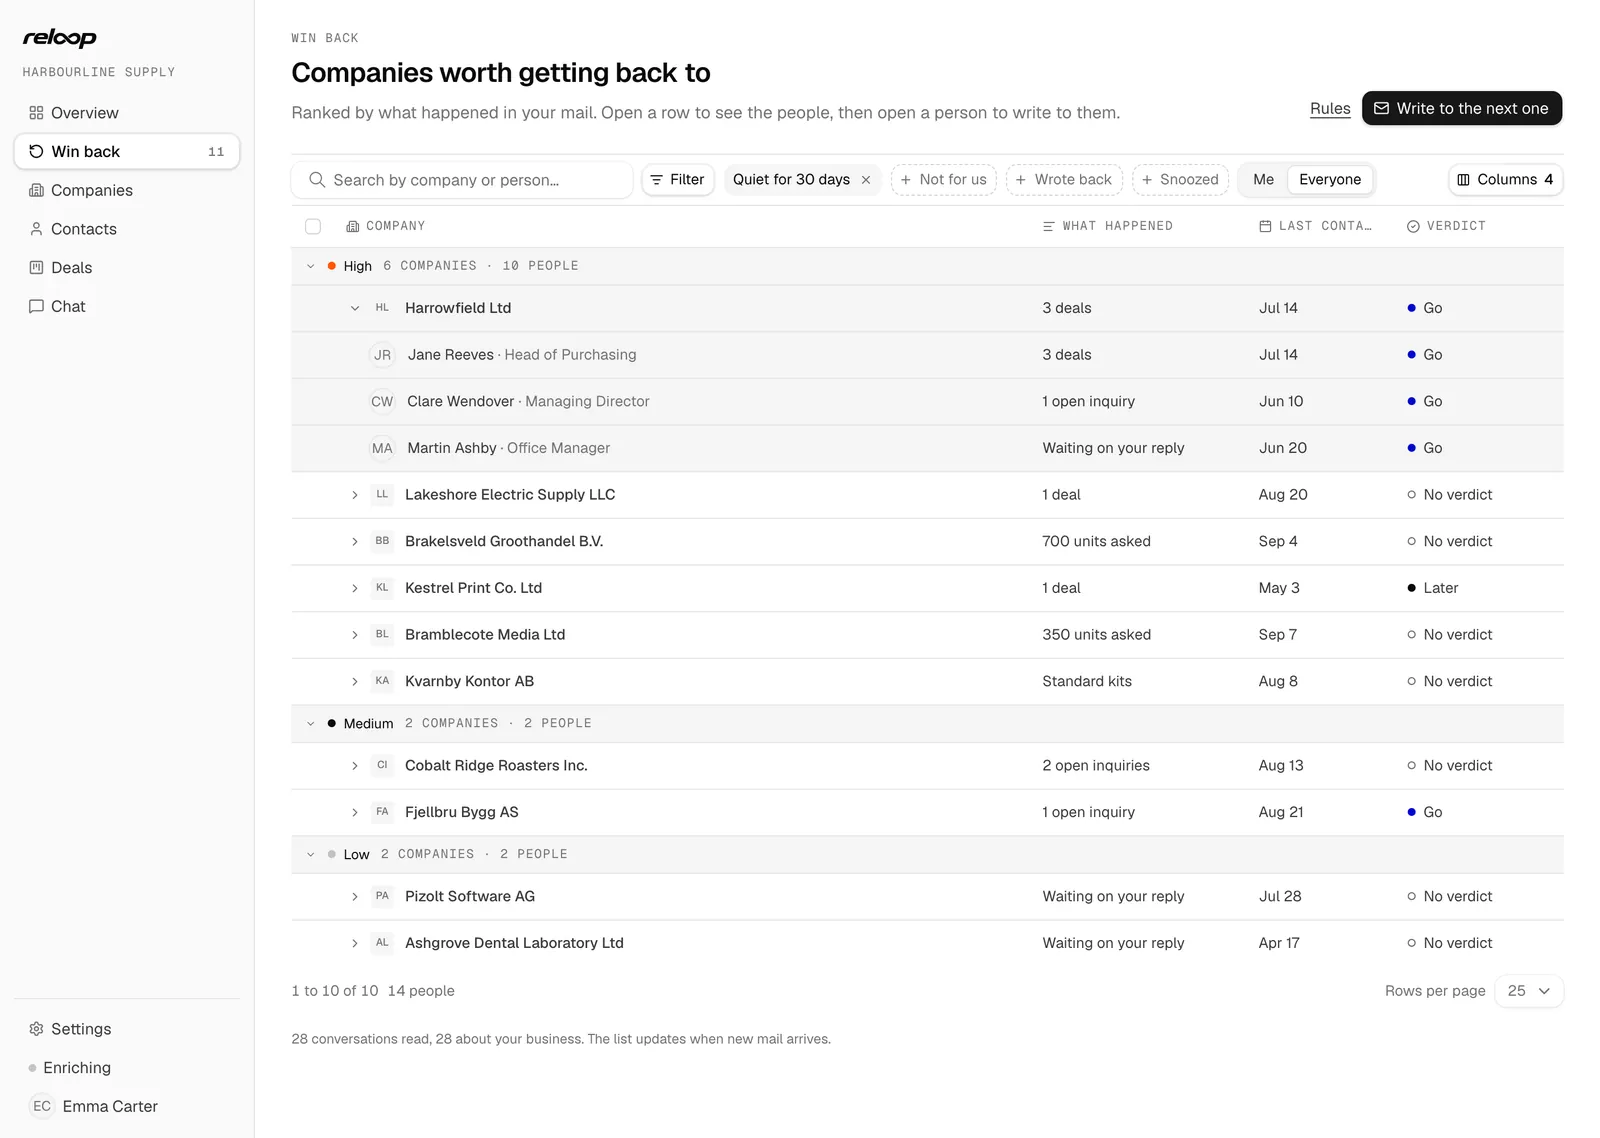 reloop
HARBOURLINE SUPPLY
Overview
Win back 11
Companies
Contacts
Deals
Chat
Settings
Enriching
EC Emma Carter
WIN BACK
Companies worth getting back to
Ranked by what happened in your mail. Open a row to see the people, then open a person to write to them.
Rules
Write to the next one
Search by company or person...
Filter
Quiet for 30 days ×
+ Not for us
+ Wrote back
+ Snoozed
Me
Everyone
Columns 4
COMPANY WHAT HAPPENED LAST CONTA… VERDICT
High 6 COMPANIES · 10 PEOPLE
HL Harrowfield Ltd 3 deals Jul 14 Go
JR Jane Reeves · Head of Purchasing 3 deals Jul 14 Go
CW Clare Wendover · Managing Director 1 open inquiry Jun 10 Go
MA Martin Ashby · Office Manager Waiting on your reply Jun 20 Go
LL Lakeshore Electric Supply LLC 1 deal Aug 20 No verdict
BB Brakelsveld Groothandel B.V. 700 units asked Sep 4 No verdict
KL Kestrel Print Co. Ltd 1 deal May 3 Later
BL Bramblecote Media Ltd 350 units asked Sep 7 No verdict
KA Kvarnby Kontor AB Standard kits Aug 8 No verdict
Medium 2 COMPANIES · 2 PEOPLE
CI Cobalt Ridge Roasters Inc. 2 open inquiries Aug 13 No verdict
FA Fjellbru Bygg AS 1 open inquiry Aug 21 Go
Low 2 COMPANIES · 2 PEOPLE
PA Pizolt Software AG Waiting on your reply Jul 28 No verdict
AL Ashgrove Dental Laboratory Ltd Waiting on your reply Apr 17 No verdict
1 to 10 of 10 14 people
Rows per page 25
28 conversations read, 28 about your business. The list updates when new mail arrives.